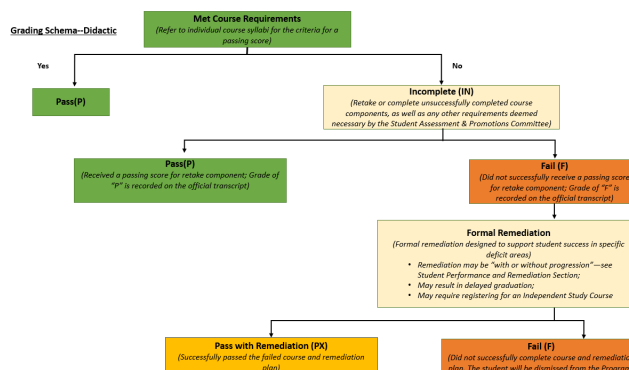 Met Course Requirements
(Refer to individual course syllabi for the criteria for a
passing score)
Grading Schema--Didactic
Yes
No
Pass(P)
Incomplete (IN)
(Retake or complete unsuccessfully completed course
components, as well as any other requirements deemed
necessary by the Student Assessment & Promotions Committee)
Pass(P)
(Received a passing score for retake component; Grade of
"P" is recorded on the official transcript)
Fail (F)
(Did not successfully receive a passing score
for retake component; Grade of "F" is
recorded on the official transcript)
Formal Remediation
(Formal remediation designed to support student success in specific
deficit areas)
• Remediation may be "with or without progression"—see
Student Performance and Remediation Section;
• May result in delayed graduation;
• May require registering for an Independent Study Course
Pass with Remediation (PX)
(Successfully passed the failed course and remediation
plan)
Fail (F)
(Did not successfully complete course and remediation
plan. The student will be dismissed from the Program